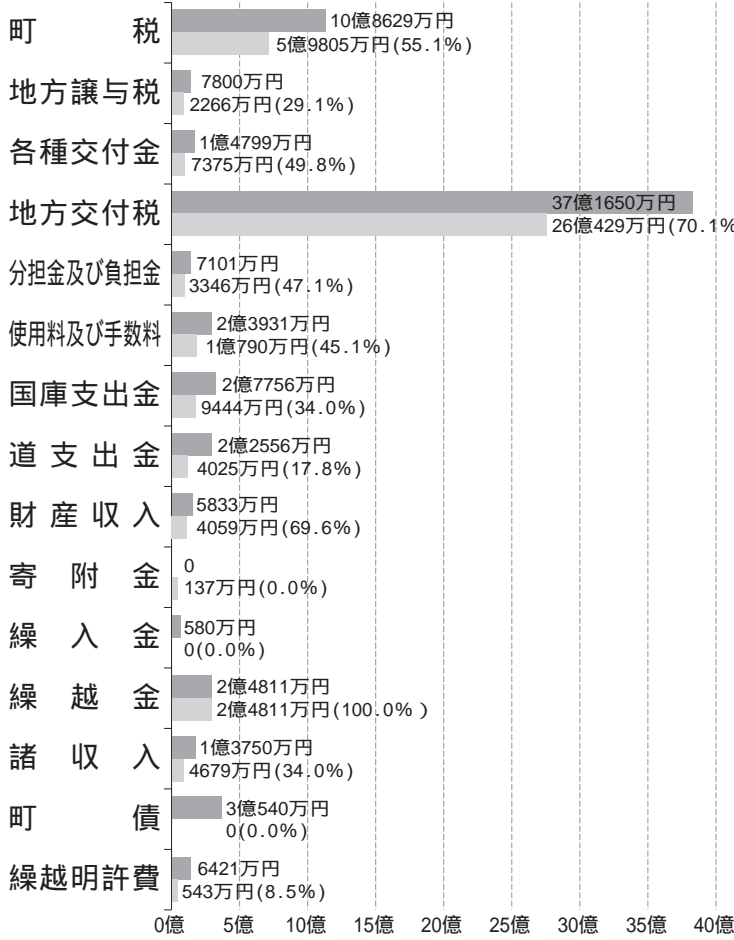 町税
10億8629万円
5億9805万円(55.1%)
地方譲与税
7800万円
2266万円(29.1%)
各種交付金
1億4799万円
7375万円(49.8%)
地方交付税
37億1650万円
26億429万円(70.1%
分担金及び負担金
7101万円
3346万円(47.1%)
使用料及び手数料
2億3931万円
1億790万円(45.1%)
国庫支出金
2億7756万円
9444万円(34.0%)
道支出金
2億2556万円
4025万円(17.8%)
財産収入
5833万円
4059万円(69.6%)
寄附金
0
137万円(0.0%)
繰入金
580万円
0(0.0%)
繰越金
2億4811万円
2億4811万円(100.0%)
諸収入
1億3750万円
4679万円(34.0%)
町債
3億540万円
0(0.0%)
繰越明許費
6421万円
543万円(8.5%)
0億 5億 10億 15億 20億 25億 30億 35億 40億